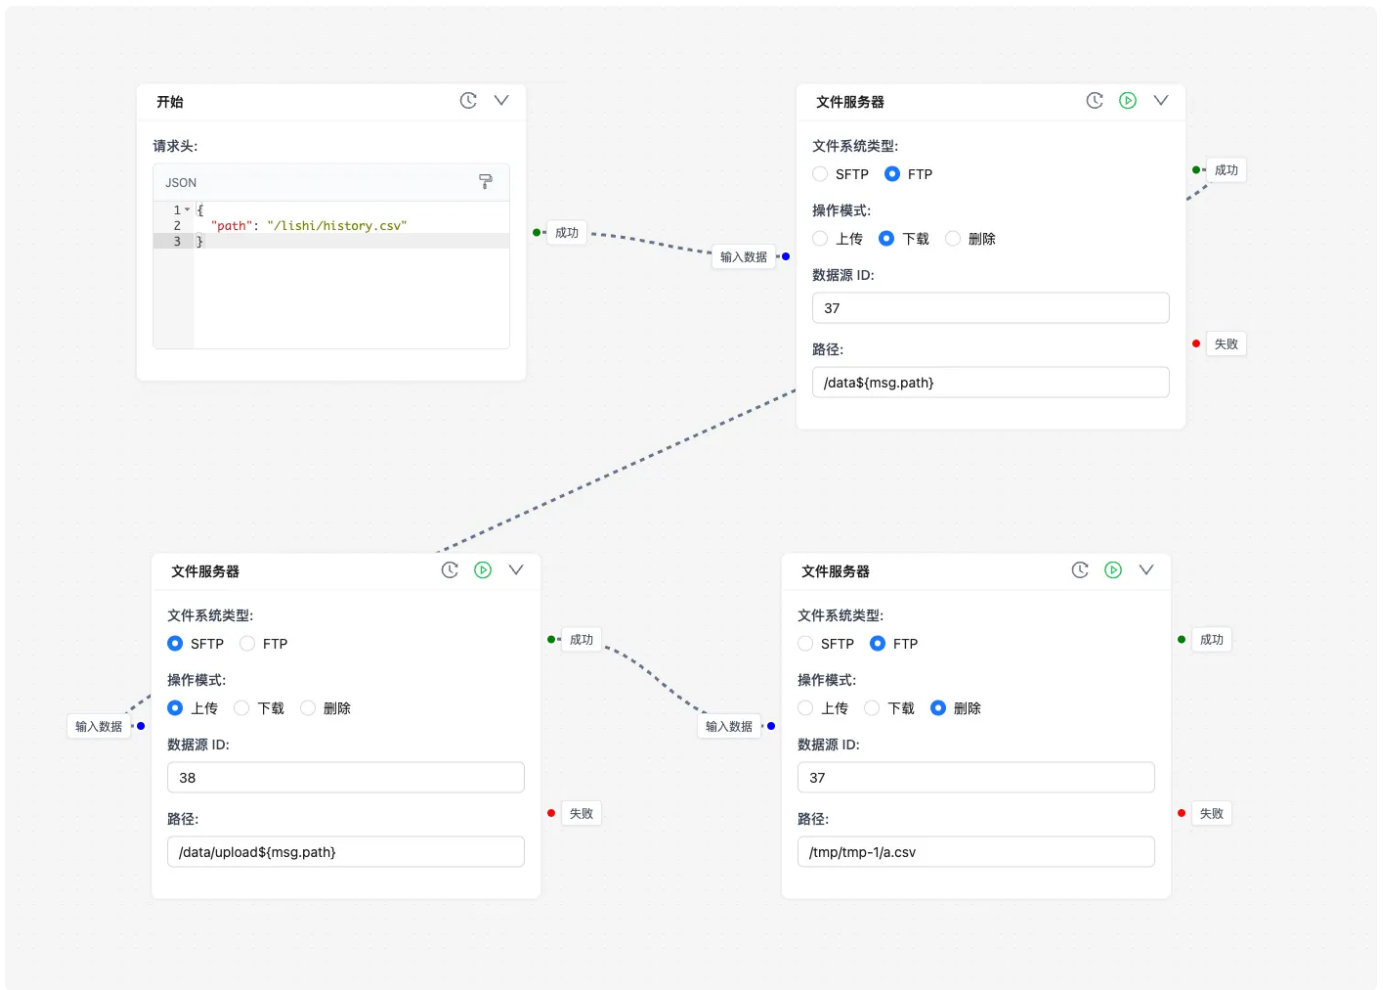 开始
请求头:
JSON
1
{
2
"path": "/lishi/history.csv"
3
}
成功
输入数据
文件服务器
文件系统类型:
SFTP FTP
操作模式:
上传 下载 删除
数据源 ID:
37
路径:
/data${msg.path}
成功
失败
文件服务器
文件系统类型:
SFTP FTP
操作模式:
上传 下载 删除
输入数据
数据源 ID:
38
路径:
/data/upload${msg.path}
成功
失败
输入数据
文件服务器
文件系统类型:
SFTP FTP
操作模式:
上传 下载 删除
数据源 ID:
37
路径:
/tmp/tmp-1/a.csv
成功
失败